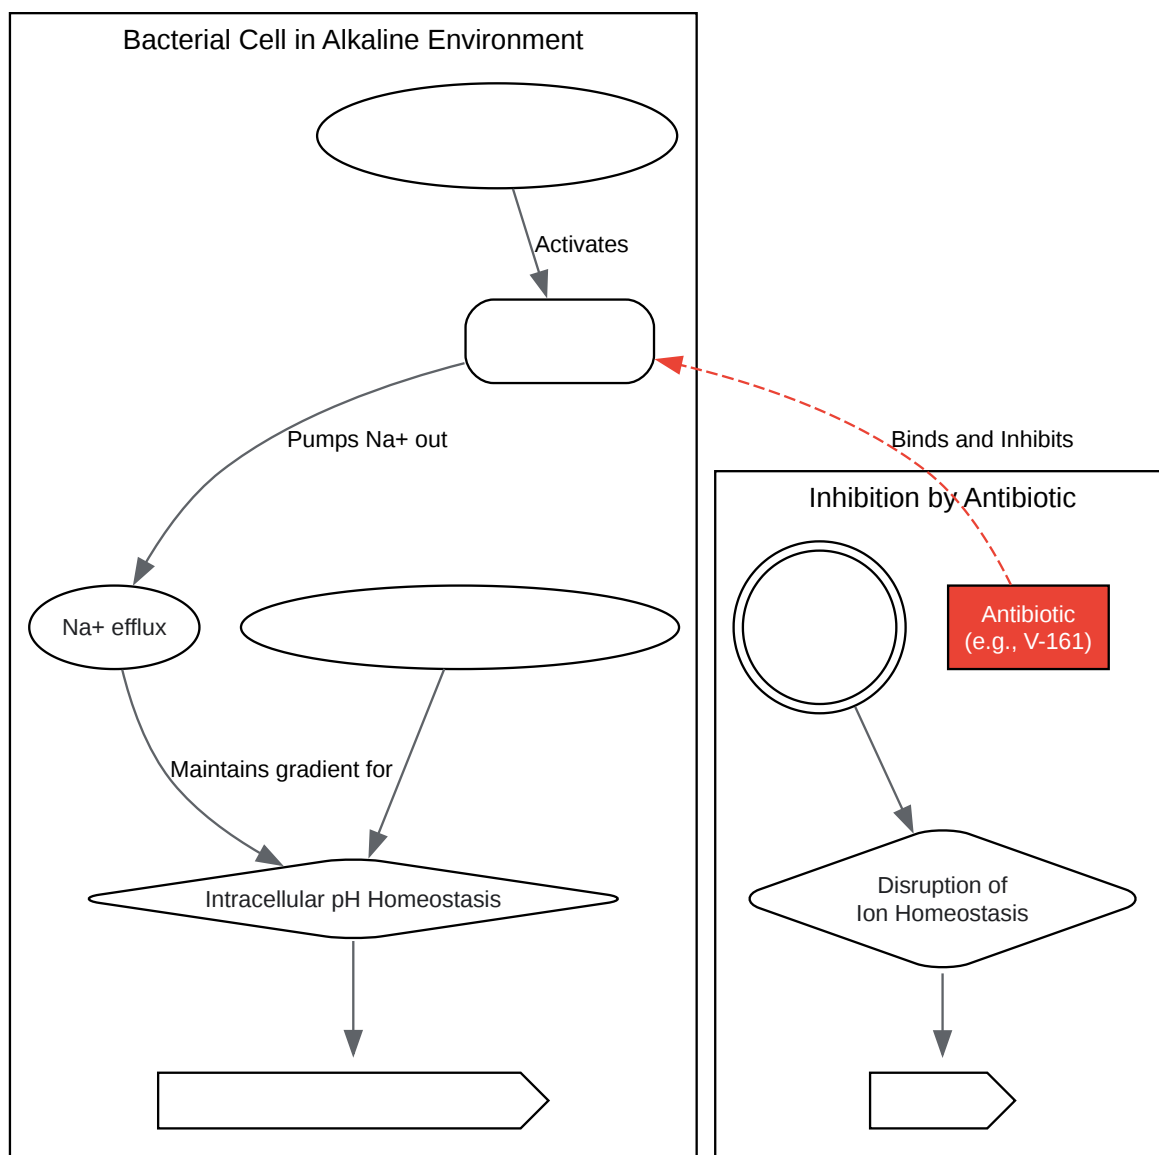 Bacterial Cell in Alkaline Environment
Activates
Pumps Na+ out
Binds and Inhibits
Inhibition by Antibiotic
Na+ efflux
Antibiotic
(e.g., V-161)
Maintains gradient for
Intracellular pH Homeostasis
Disruption of
Ion Homeostasis